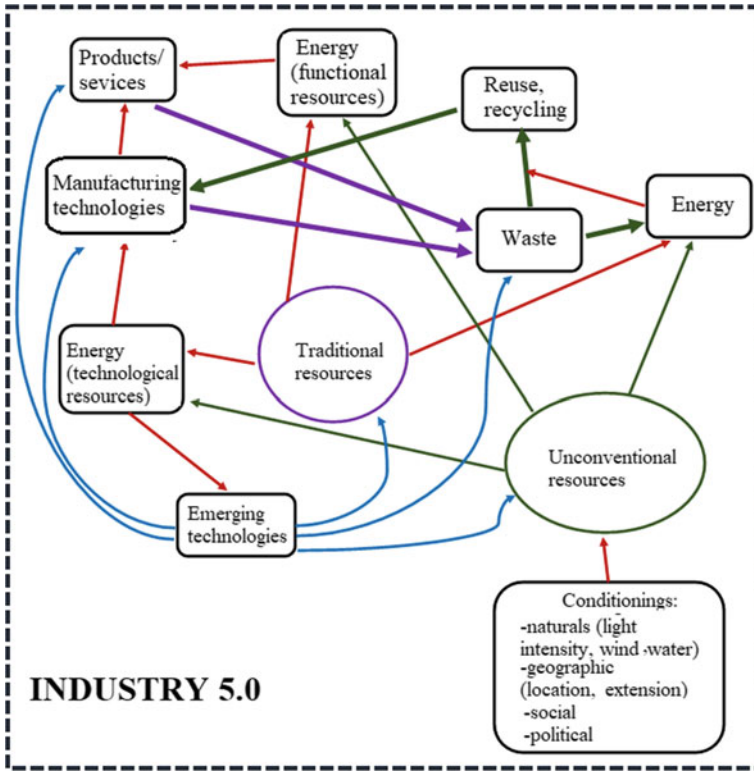 Products/
sevices
Energy
(functional
resources)
Reuse,
recycling
Manufacturing
technologies
Waste
Energy
Energy
(technological
resources)
Traditional
resources
Unconventional
resources
Emerging
technologies
Conditionings:
-naturals (light
intensity, wind -water)
-geographic
(location, extension)
-social
-political
INDUSTRY 5.0